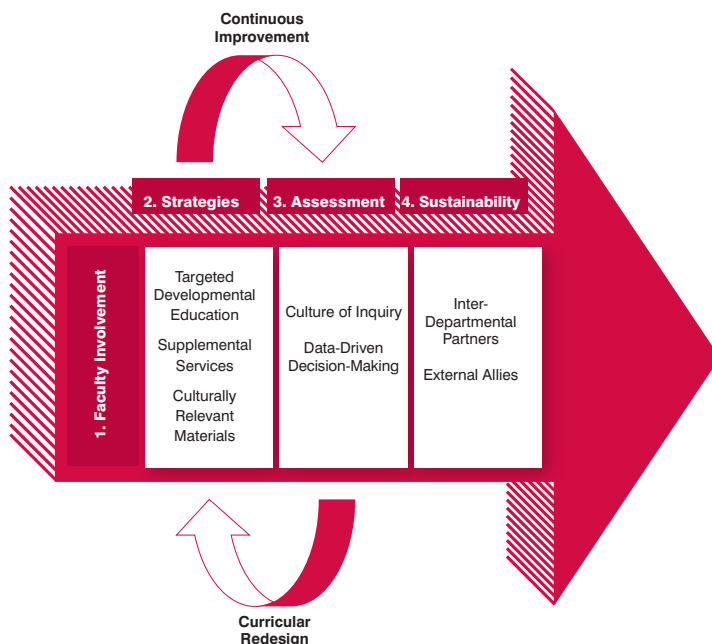 Continuous
Improvement
2. Strategies
3. Assessment
4. Sustainability
1. Faculty Involvement
Targeted
Developmental
Education
Supplemental
Services
Culturally
Relevant
Materials
Culture of Inquiry
Data-Driven
Decision-Making
Inter-
Departmental
Partners
External Allies
Curricular
Redesign